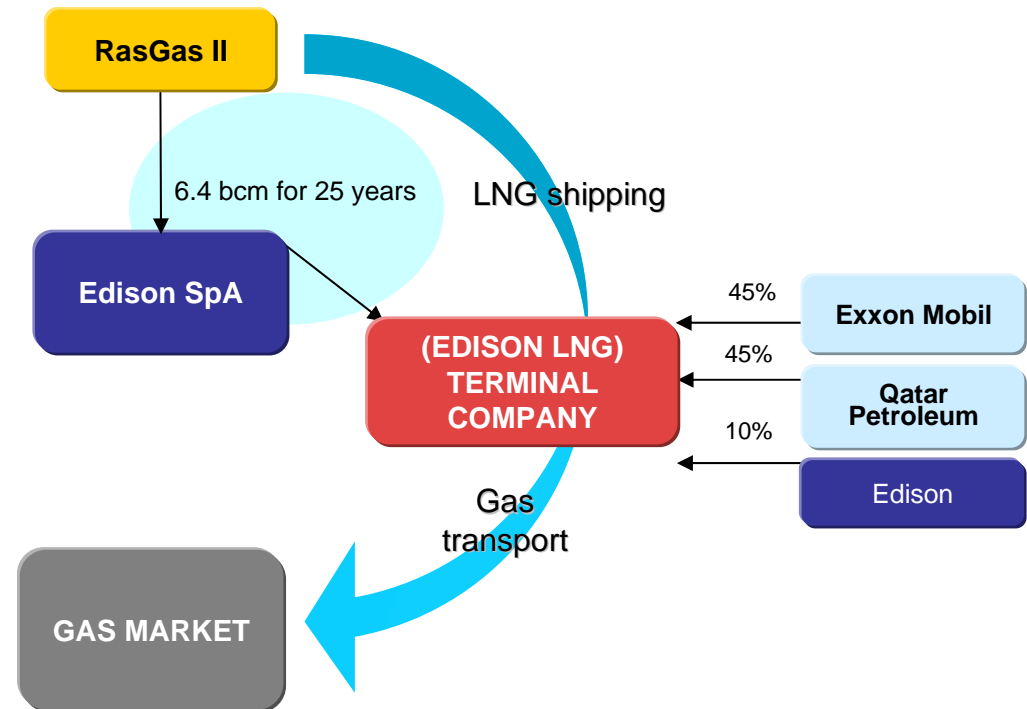 RasGas II
6.4 bcm for 25 years
LNG shipping
Edison SpA
45%
Exxon Mobil
(EDISON LNG)
TERMINAL
COMPANY
45%
Qatar
Petroleum
10%
Edison
Gas
transport
GAS MARKET